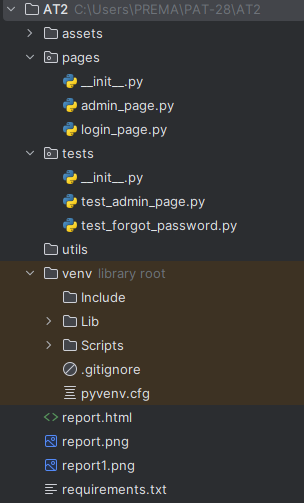 AT2 C:\Users\PREMA\PAT-28\AT2
assets
pages
__init__.py
admin_page.py
login_page.py
tests
__init__.py
test_admin_page.py
test_forgot_password.py
utils
venv library root
Include
Lib
Scripts
.gitignore
pyvenv.cfg
report.html
report.png
report1.png
requirements.txt